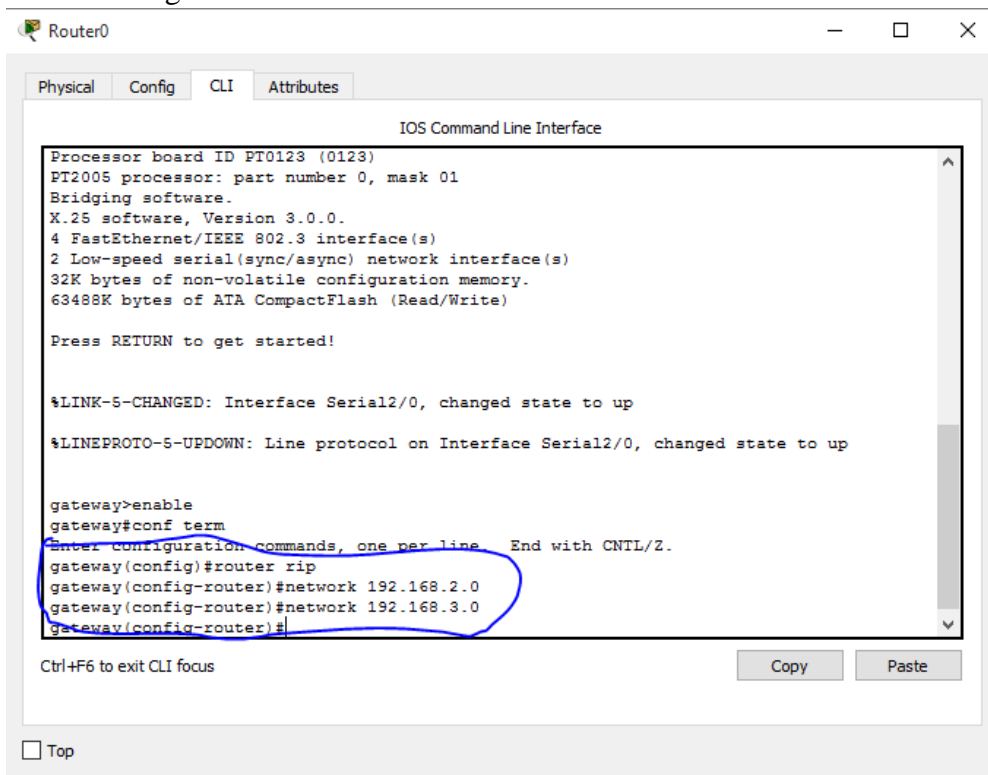 Router0
Physical Config CLI Attributes
IOS Command Line Interface
Processor board ID PT0123 (0123)
PT2005 processor: part number 0, mask 01
Bridging software.
X.25 software, Version 3.0.0.
4 FastEthernet/IEEE 802.3 interface(s)
2 Low-speed serial(sync/async) network interface(s)
32K bytes of non-volatile configuration memory.
63488K bytes of ATA CompactFlash (Read/Write)
Press RETURN to get started!
%LINK-5-CHANGED: Interface Serial2/0, changed state to up
%LINEPROTO-5-UPDOWN: Line protocol on Interface Serial2/0, changed state to up
gateway>enable
gateway#conf term
Enter configuration commands, one per line. End with CNTL/Z.
gateway(config)#router rip
gateway(config-router)#network 192.168.2.0
gateway(config-router)#network 192.168.3.0
gateway(config-router)#
Ctrl+F6 to exit CLI focus
Copy Paste
Top